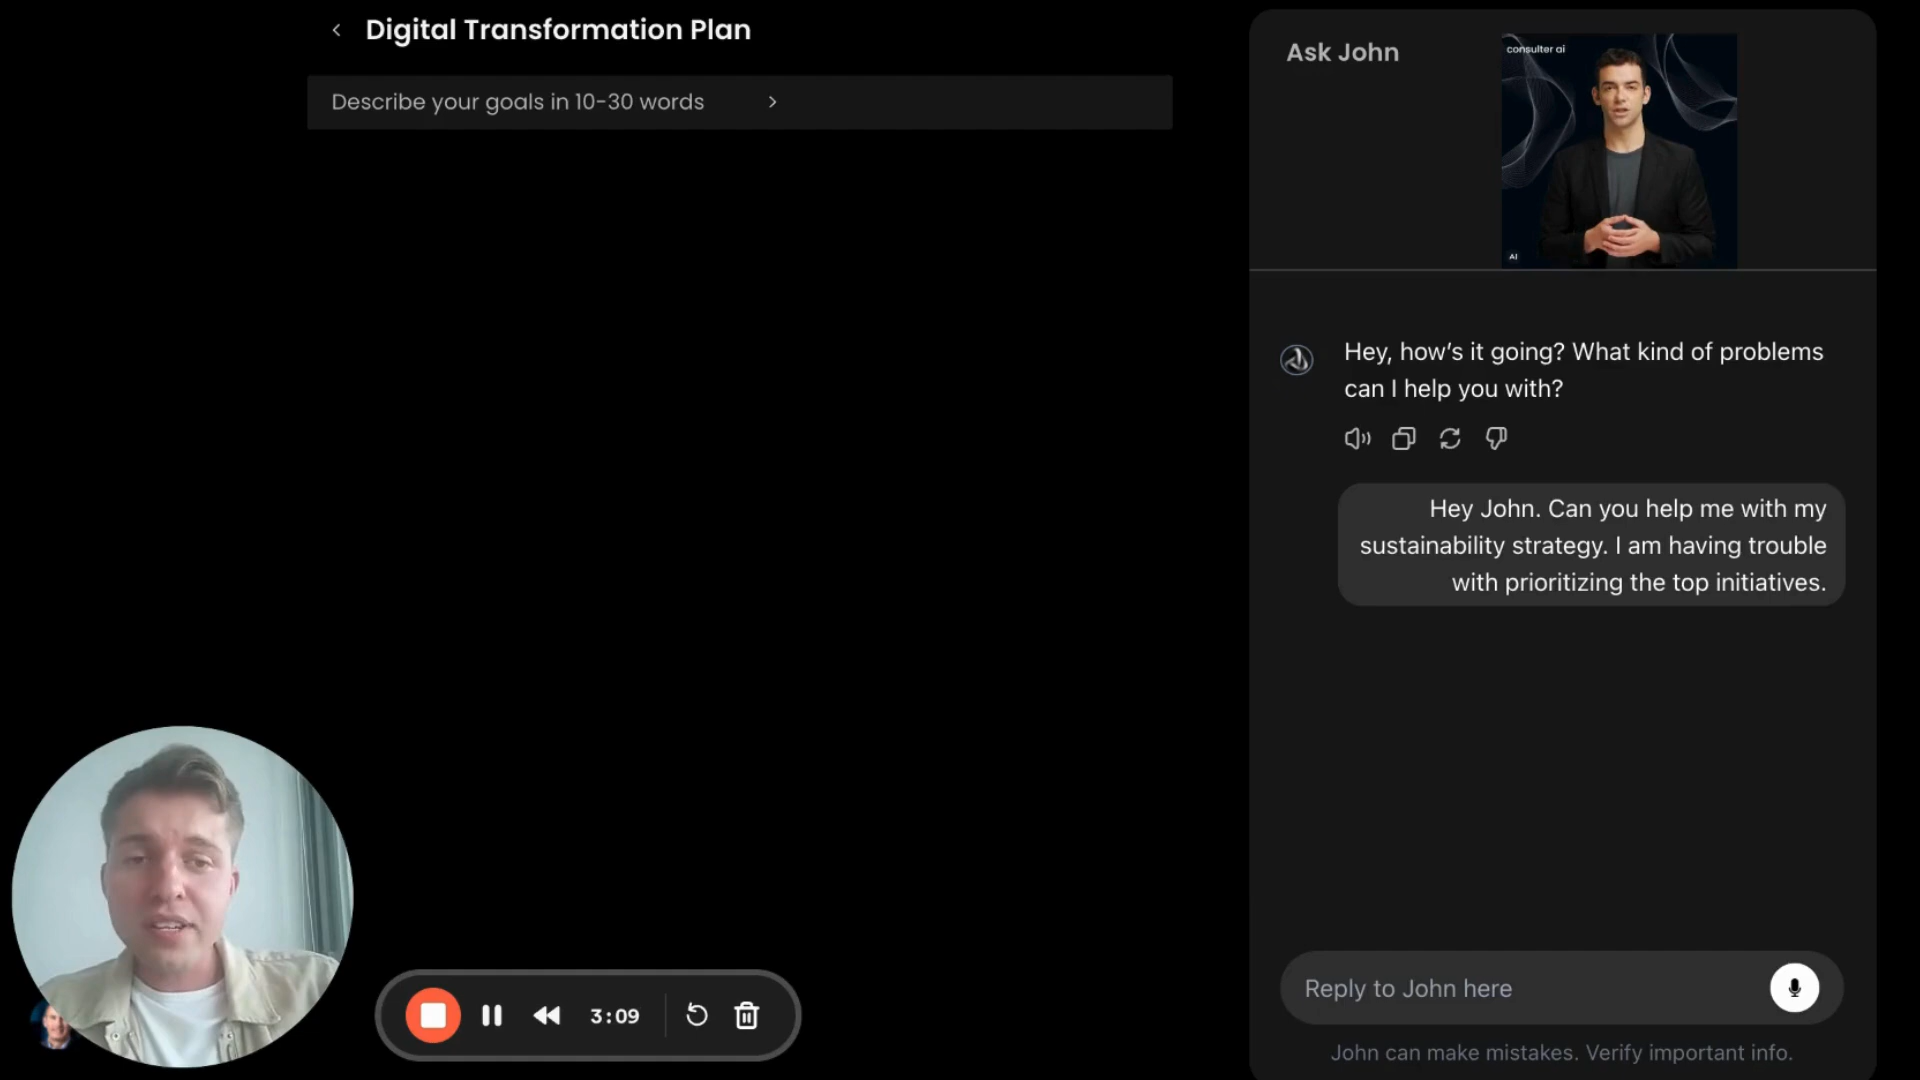 Digital Transformation Plan
Describe your goals in 10-30 words
Ask John
consulter ai
AI
Hey, how's it going? What kind of problems
can I help you with?
Hey John. Can you help me with my
sustainability strategy. I am having trouble
with prioritizing the top initiatives.
Reply to John here
John can make mistakes. Verify important info.
3:09